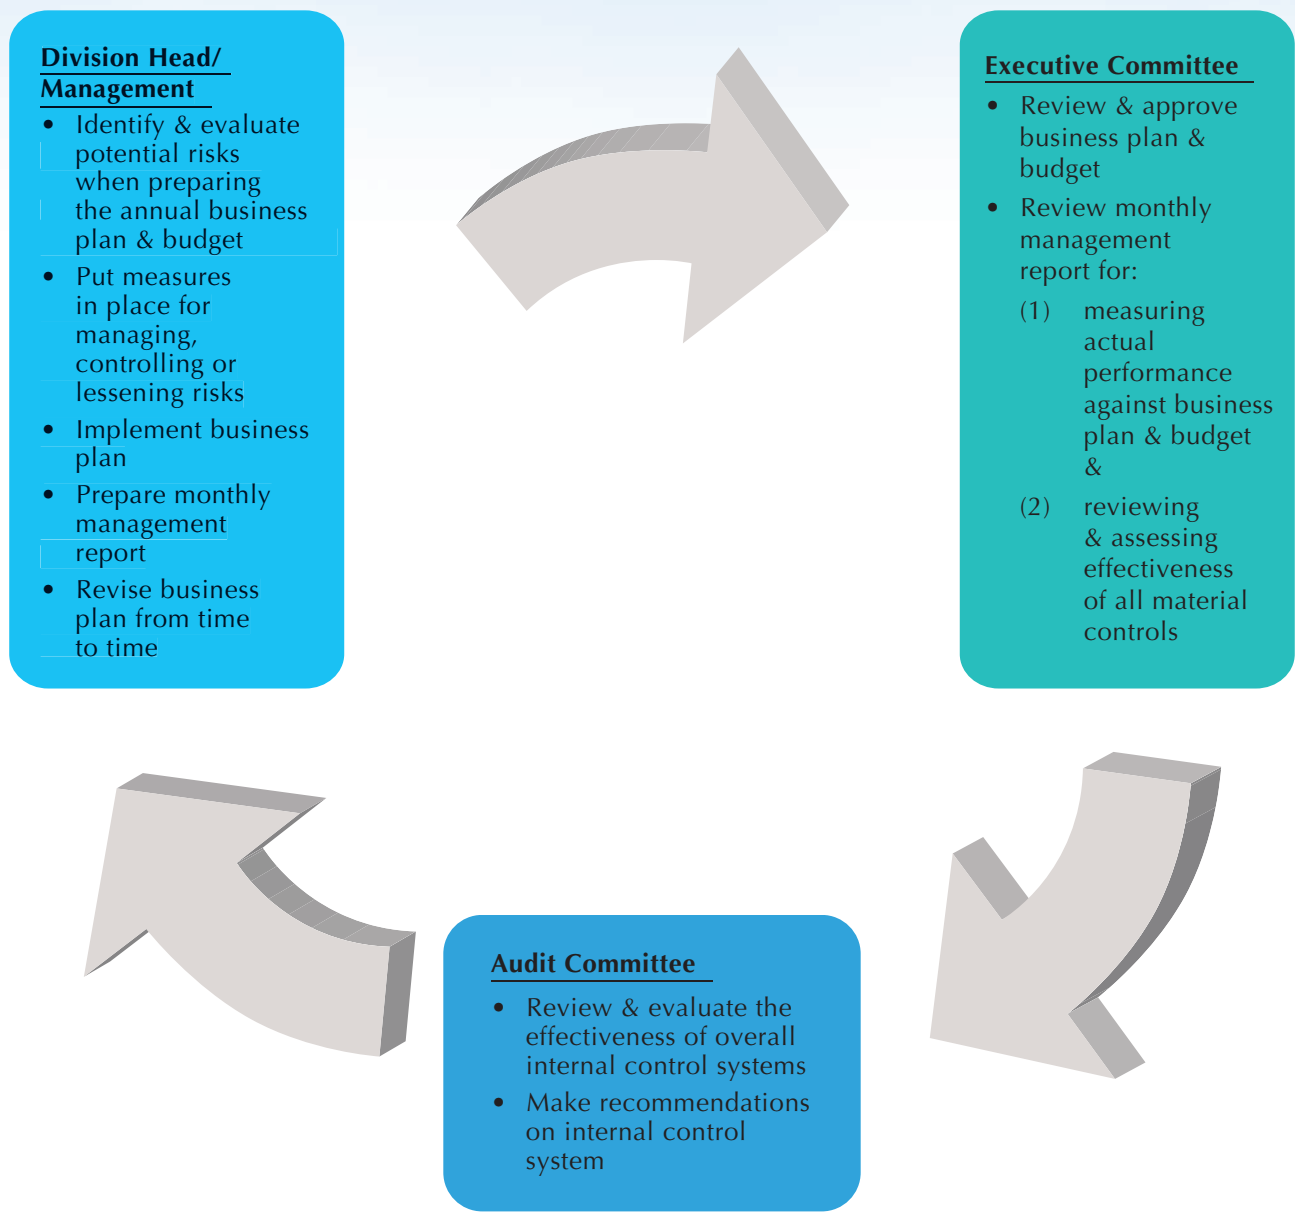 Division Head/
Management
• Identify & evaluate
potential risks
when preparing
the annual business
plan & budget
• Put measures
in place for
managing,
controlling or
lessening risks
• Implement business
plan
• Prepare monthly
management
report
• Revise business
plan from time
to time
Executive Committee
• Review & approve
business plan &
budget
• Review monthly
management
report for:
(1) measuring
actual
performance
against business
plan & budget
&
(2) reviewing
& assessing
effectiveness
of all material
controls
Audit Committee
• Review & evaluate the
effectiveness of overall
internal control systems
• Make recommendations
on internal control
system